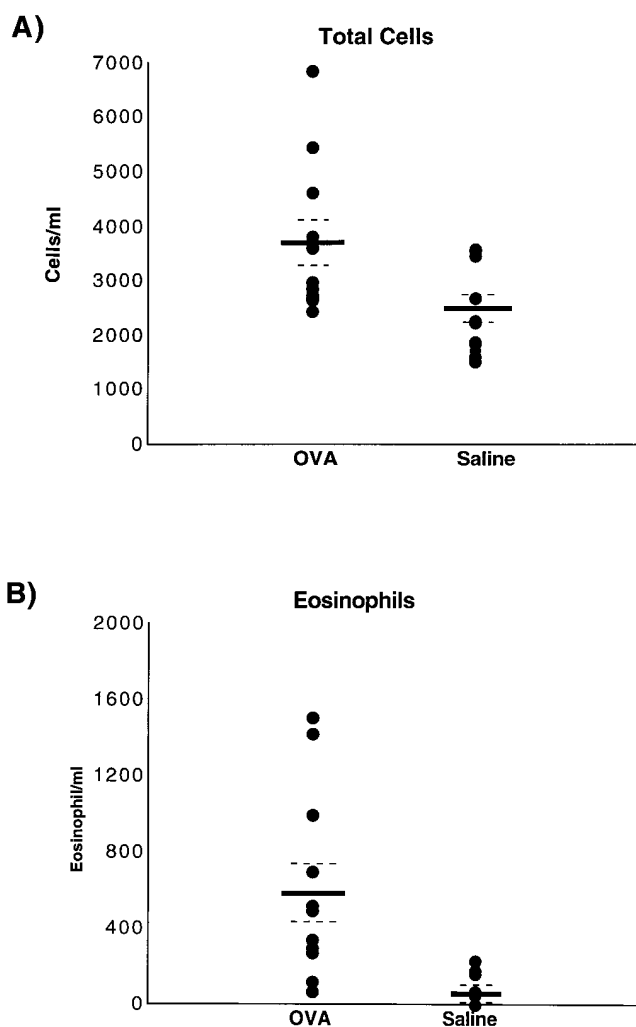 A)
Total Cells
7000
6000
5000
4000
3000
2000
1000
0
Cells/ml
OVA Saline
B)
Eosinophils
2000
1600
1200
800
400
0
Eosinophil/ml
OVA Saline